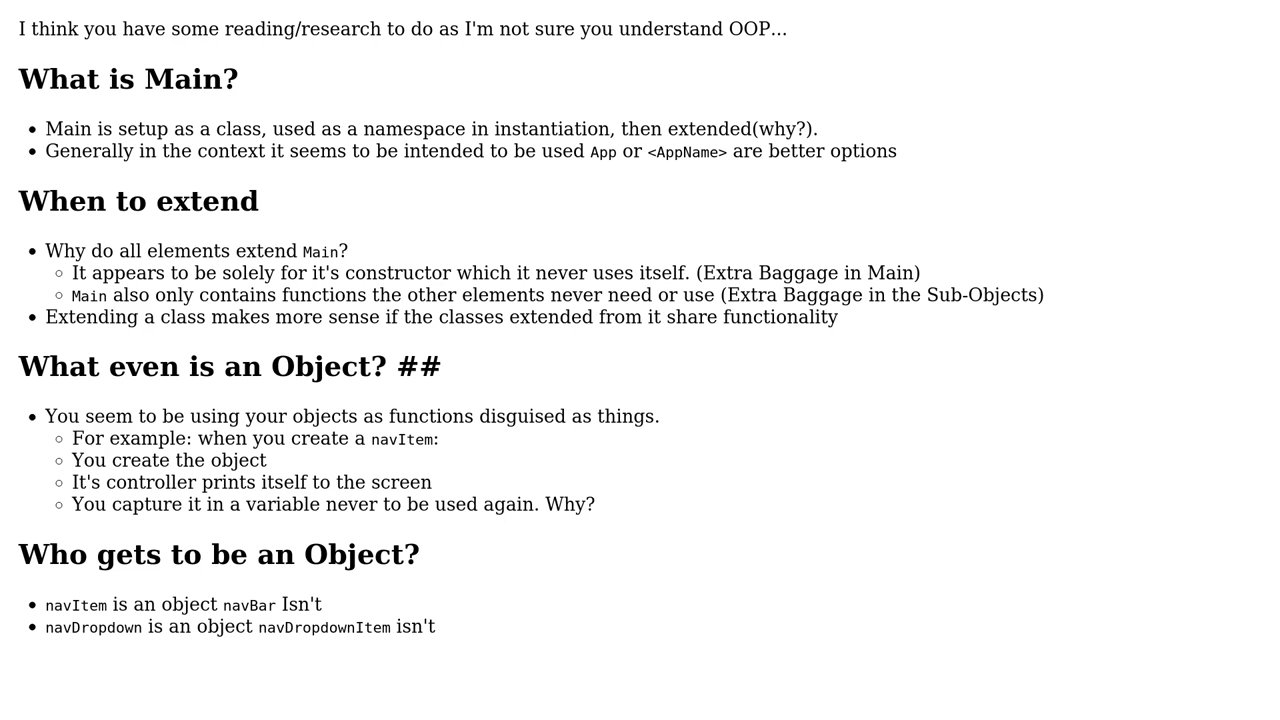 I think you have some reading/research to do as I'm not sure you understand OOP...
What is Main?
Main is setup as a class, used as a namespace in instantiation, then extended(why?).
Generally in the context it seems to be intended to be used App or <AppName> are better options
When to extend
Why do all elements extend Main?
It appears to be solely for it's constructor which it never uses itself. (Extra Baggage in Main)
Main also only contains functions the other elements never need or use (Extra Baggage in the Sub-Objects)
Extending a class makes more sense if the classes extended from it share functionality
What even is an Object? ##
You seem to be using your objects as functions disguised as things.
For example: when you create a navItem:
You create the object
It's controller prints itself to the screen
You capture it in a variable never to be used again. Why?
Who gets to be an Object?
navItem is an object navBar Isn't
navDropdown is an object navDropdownItem isn't